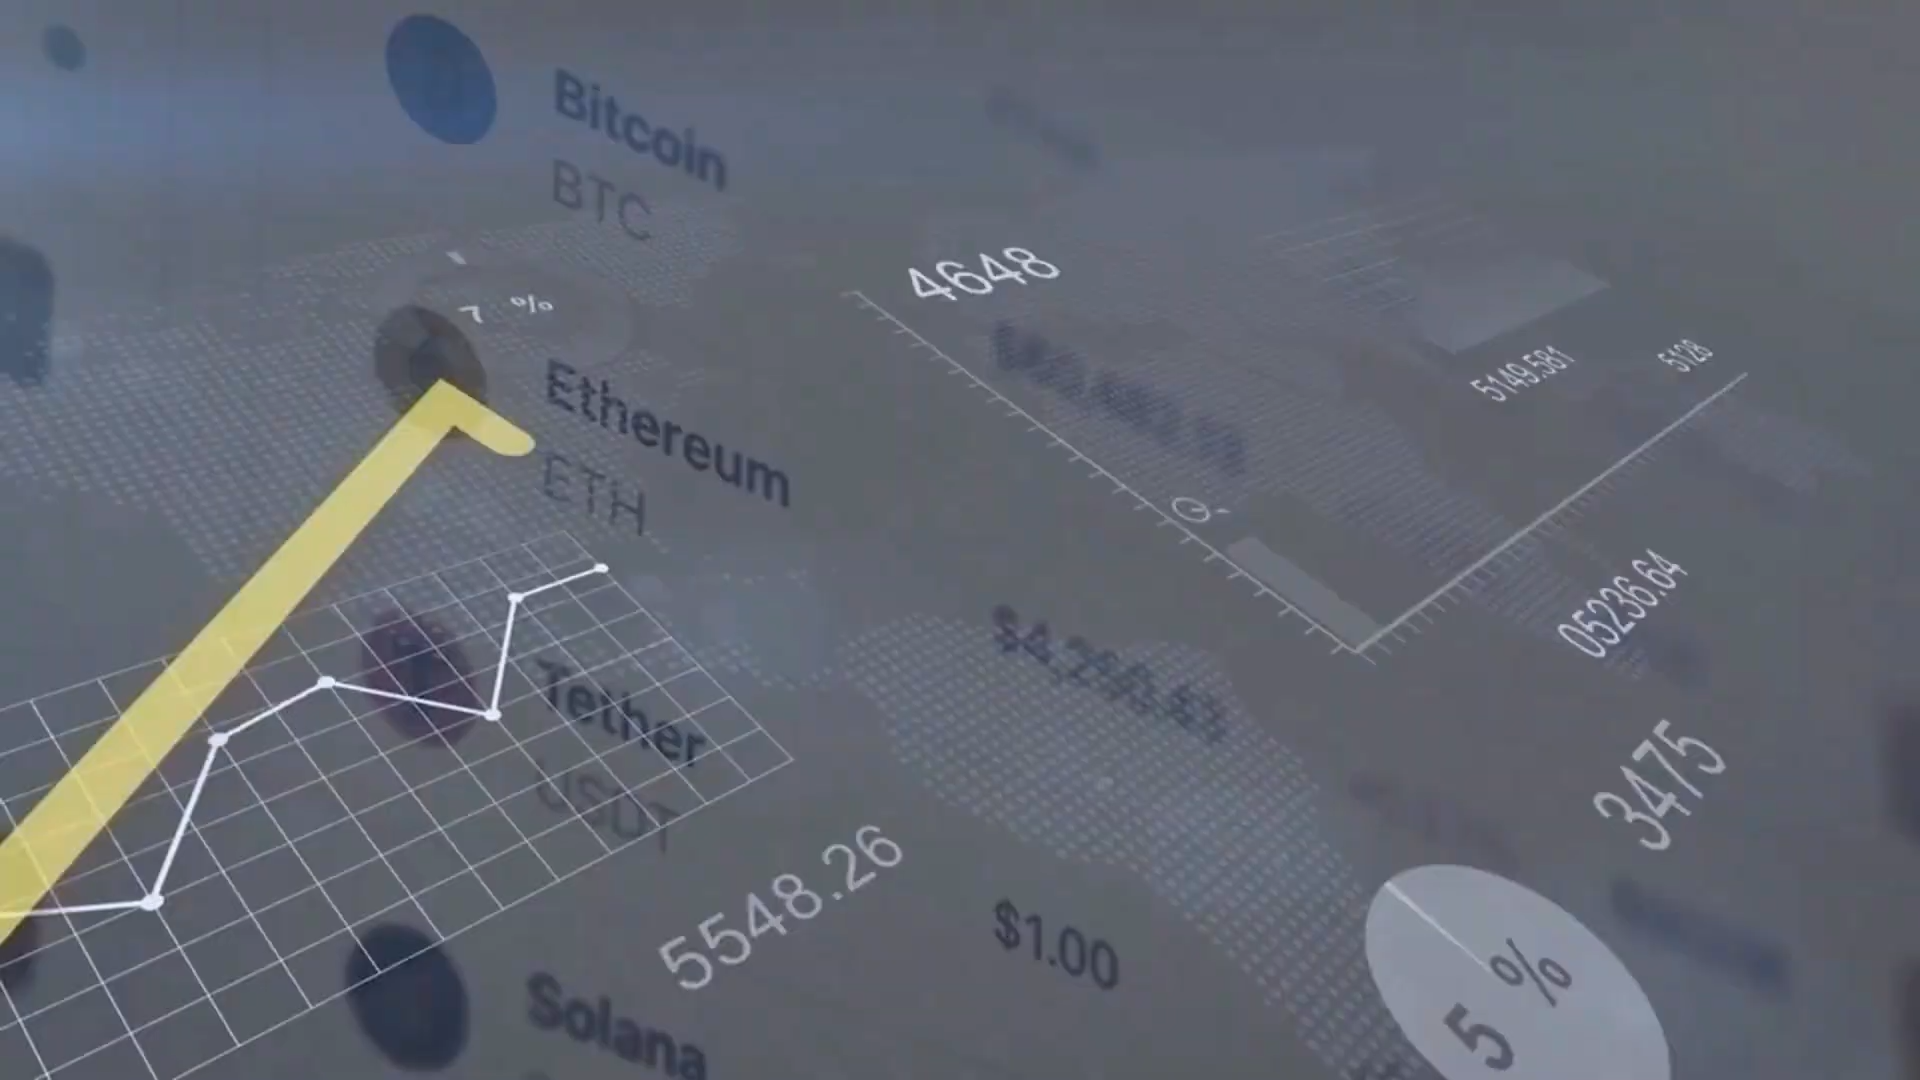 Bitcoin
BTC
4648
7 %
Ethereum
ETH
5149.581
5128
05236.64
Tether
USDT
3475
5548.26
$1.00
5 %
Solana